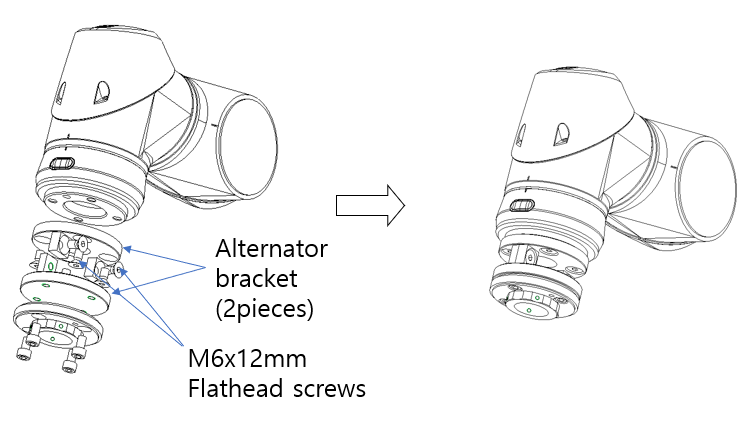 Alternator
bracket
(2pieces)
M6x12mm
Flathead screws